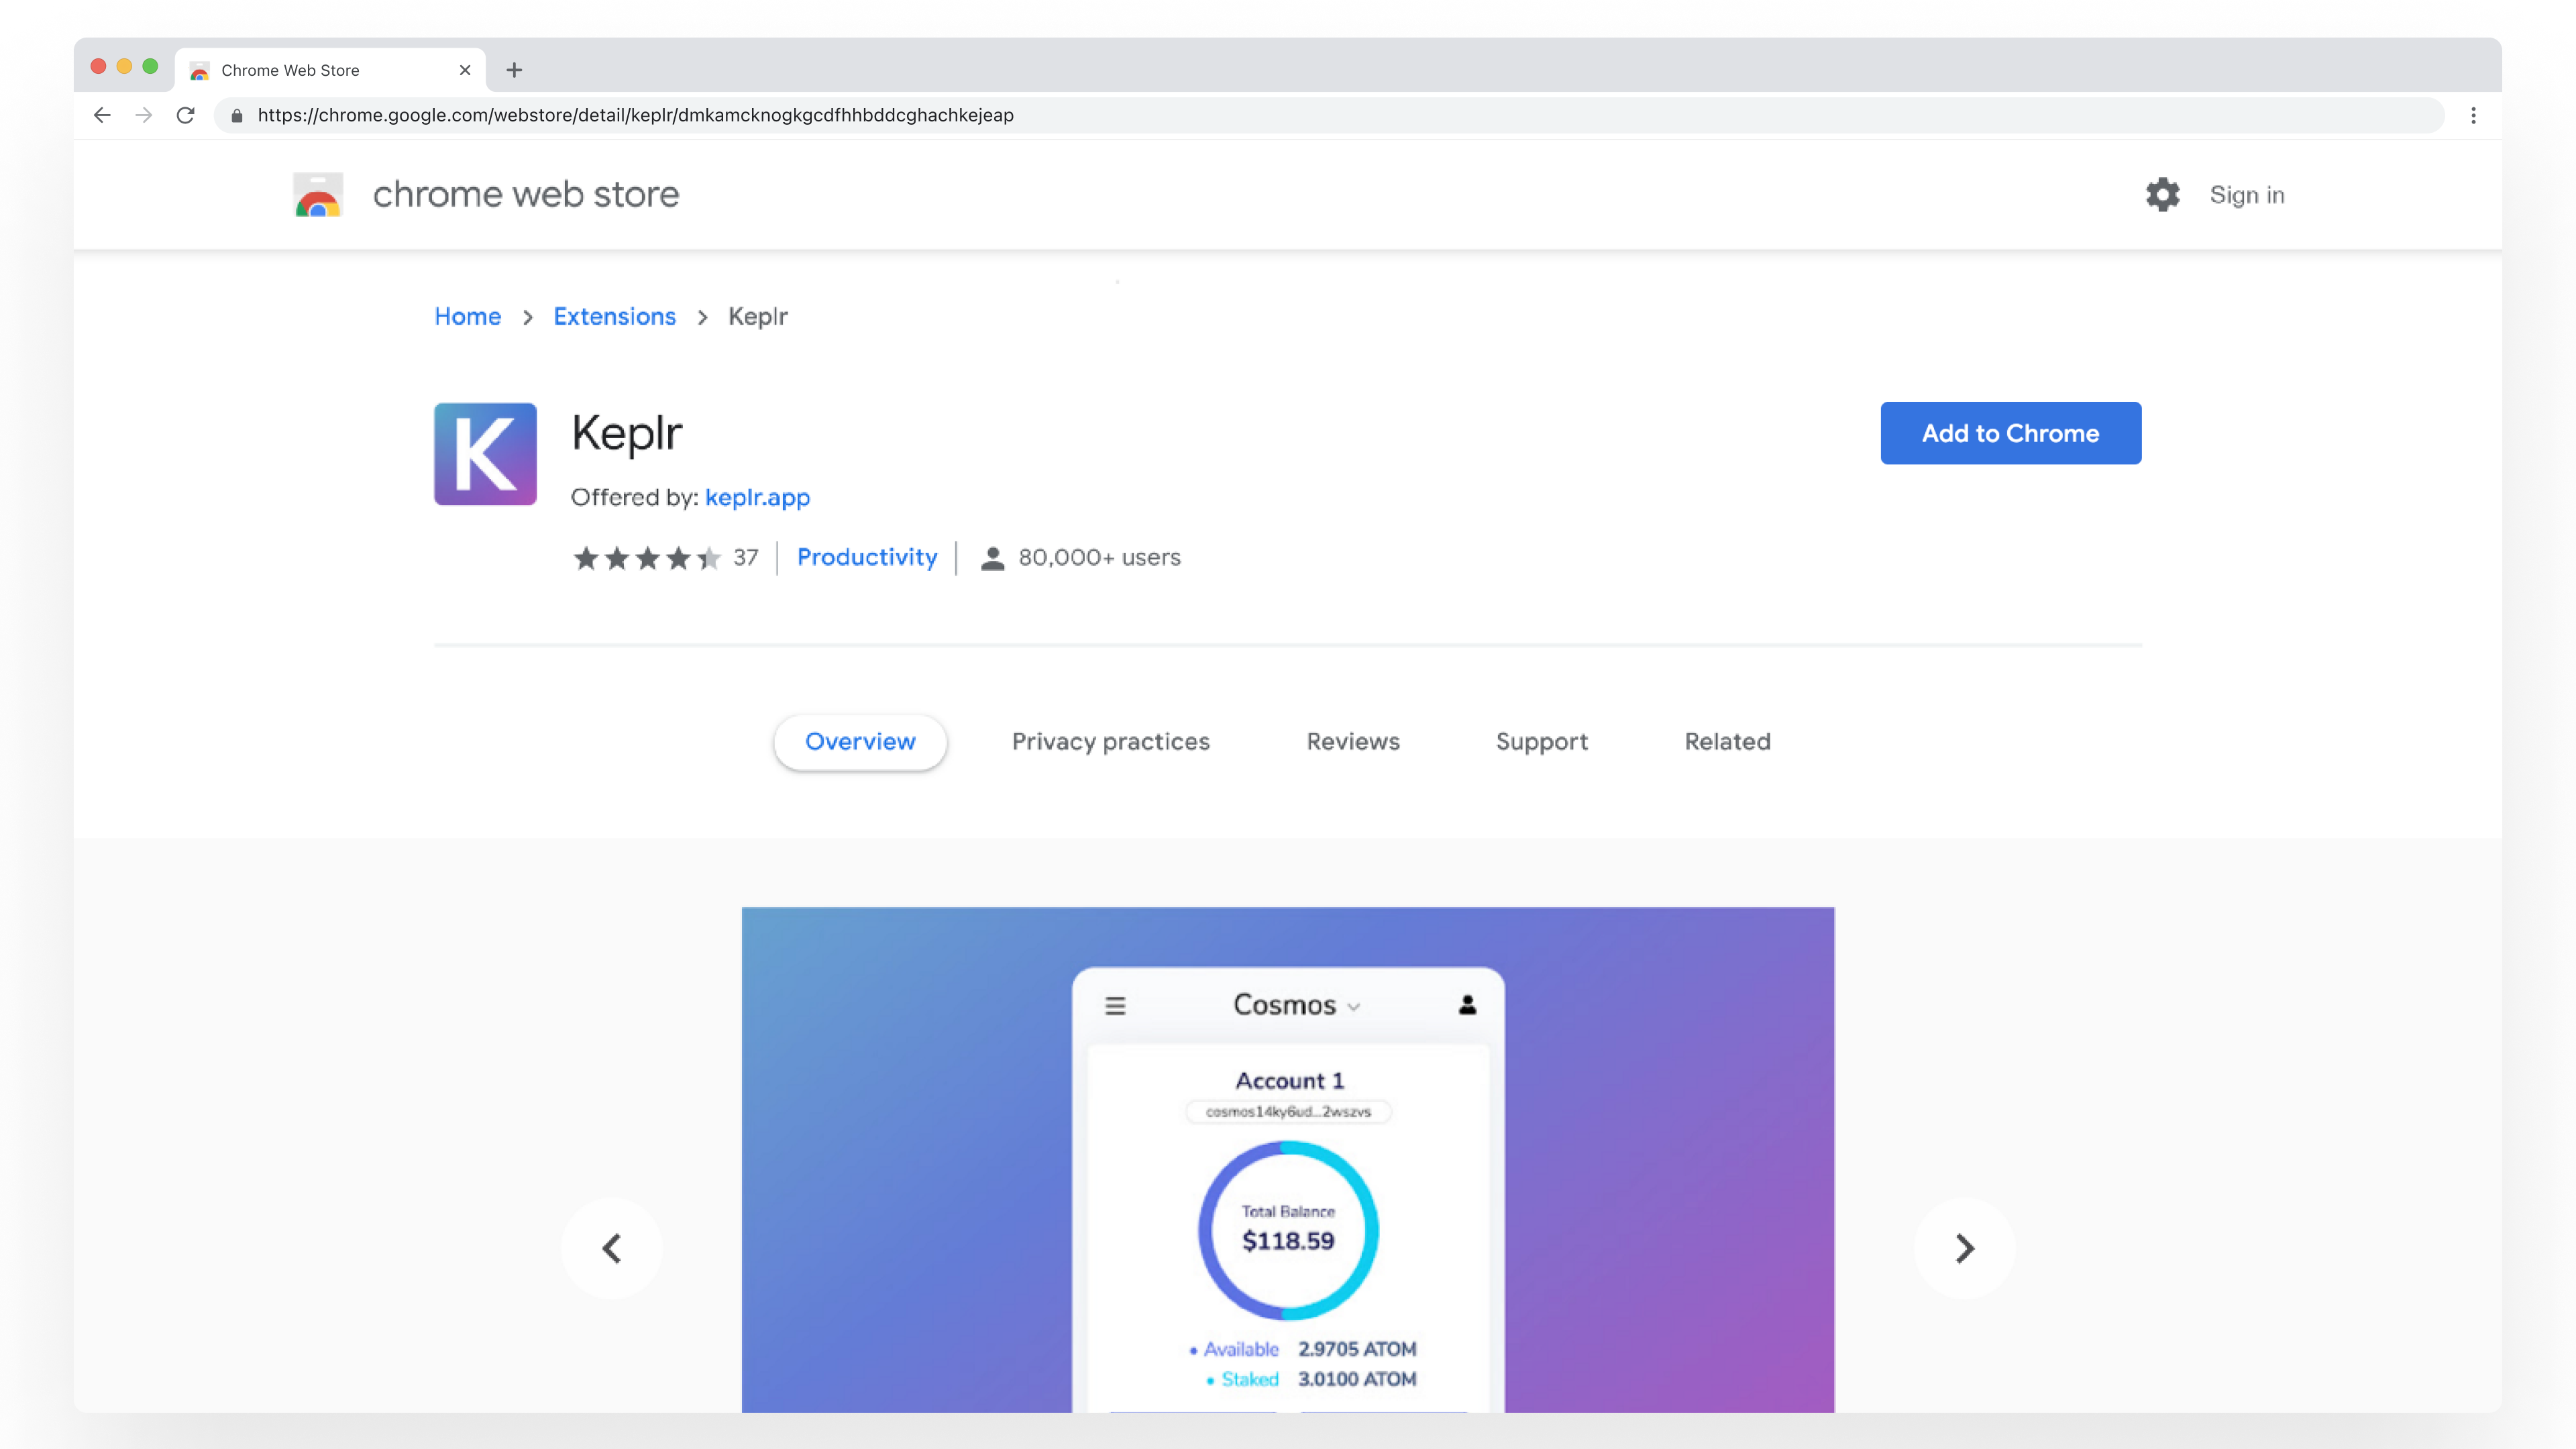 Chrome Web Store
https://chrome.google.com/webstore/detail/keplr/dmkamcknogkgcdfhhbddcghachkejeap
chrome web store
Sign in
Home > Extensions > Keplr
K
Keplr
Add to Chrome
Offered by: keplr.app
37 | Productivity | 80,000+ users
Overview Privacy practices Reviews Support Related
Cosmos
Account 1
cosmos14ky6ud...2wszvs
Total Balance
$118.59
• Available 2.9705 ATOM
• Staked 3.0100 ATOM